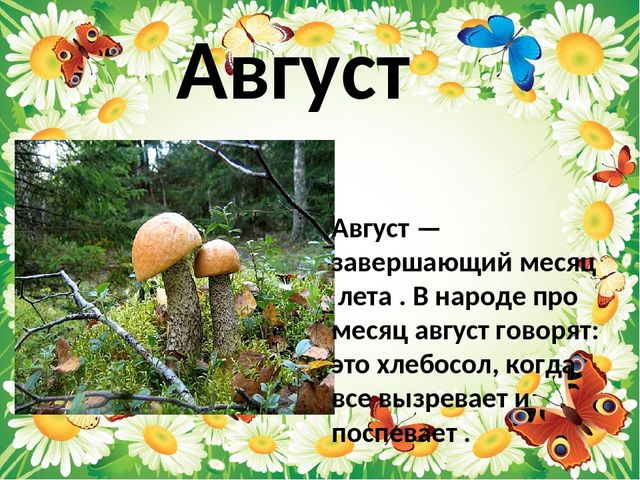 Август
Август —
завершающий месяц
лета . В народе про
месяц август говорят:
это хлебосол, когда
все вызревает и
поспевает .